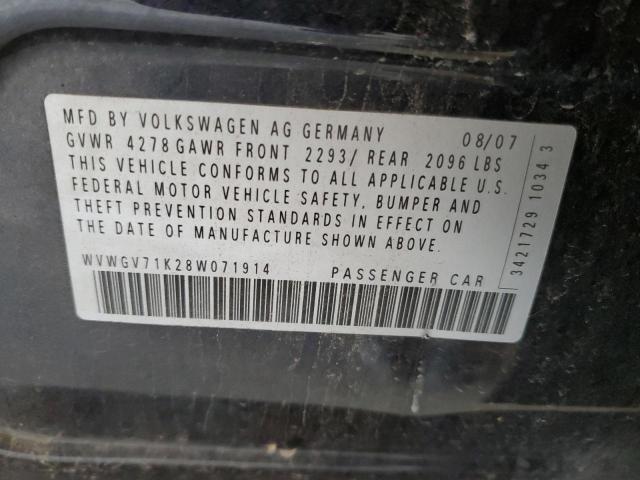 MFD BY VOLKSWAGEN AG GERMANY 08/07
GVWR 4278 GAWR FRONT 2293/ REAR 2096 LBS
THIS VEHICLE CONFORMS TO ALL APPLICABLE U.S.
FEDERAL MOTOR VEHICLE SAFETY, BUMPER AND
THEFT PREVENTION STANDARDS IN EFFECT ON
THE DATE OF MANUFACTURE SHOWN ABOVE.
WVWGV71K28W071914 PASSENGER CAR
3421729 1034 3